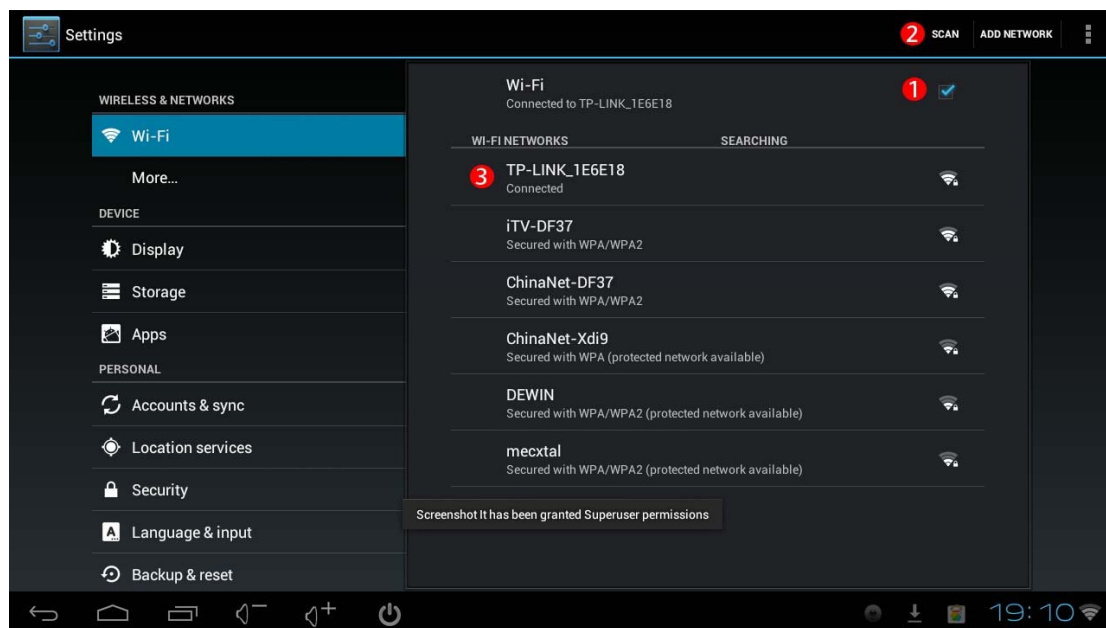 Settings
2 SCAN ADD NETWORK
WIRELESS & NETWORKS
Wi-Fi
More...
DEVICE
Display
Storage
Apps
PERSONAL
Accounts & sync
Location services
Security
Language & input
Backup & reset
Wi-Fi
Connected to TP-LINK_1E6E18
1
WI-FI NETWORKS SEARCHING
3 TP-LINK_1E6E18
Connected
iTV-DF37
Secured with WPA/WPA2
ChinaNet-DF37
Secured with WPA/WPA2
ChinaNet-Xdi9
Secured with WPA (protected network available)
DEWIN
Secured with WPA/WPA2 (protected network available)
mecxtal
Secured with WPA/WPA2 (protected network available)
Screenshot It has been granted Superuser permissions
19:10